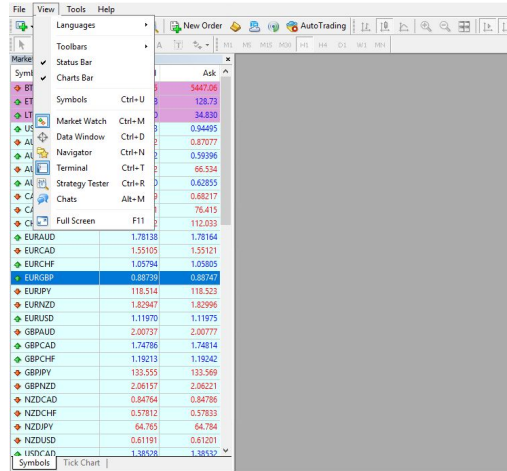 File View Tools Help
New Order AutoTrading
Languages
Toolbars
M1 M5 M15 M30 H1 H4 D1 W1 MN
Status Bar
Charts Bar
Ask
5447.06
128.73
34.830
Symbols Ctrl+U
0.94495
Market Watch Ctrl+M
0.87077
Data Window Ctrl+D
0.59396
Navigator Ctrl+N
66.534
Terminal Ctrl+T
0.62855
Strategy Tester Ctrl+R
0.68217
Chats Alt+M
76.415
Full Screen F11
112.033
EURAUD 1.78138 1.78164
EURCAD 1.55105 1.55121
EURCHF 1.05794 1.05805
EURGBP 0.88739 0.88747
EURJPY 118.514 118.523
EURNZD 1.82947 1.82996
EURUSD 1.11970 1.11975
GBPAUD 2.00737 2.00777
GBPCAD 1.74786 1.74814
GBPCHF 1.19213 1.19242
GBPJPY 133.555 133.569
GBPNZD 2.06157 2.06221
NZDCAD 0.84764 0.84786
NZDCHF 0.57812 0.57833
NZDJPY 64.765 64.784
NZDUSD 0.61191 0.61201
USDCAD 1.38528 1.38532
Symbols Tick Chart